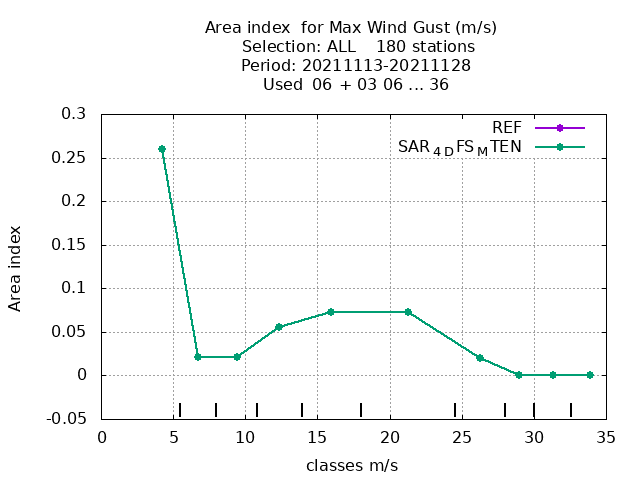 Area index  for Max Wind Gust (m/s)
Selection: ALL    180 stations
Period: 20211113-20211128
Used  06 + 03 06 ... 36
REF
SAR4DFSMTEN
0.3
0.25
0.2
0.15
0.1
0.05
0
-0.05
Area index
0 5 10 15 20 25 30 35
classes m/s